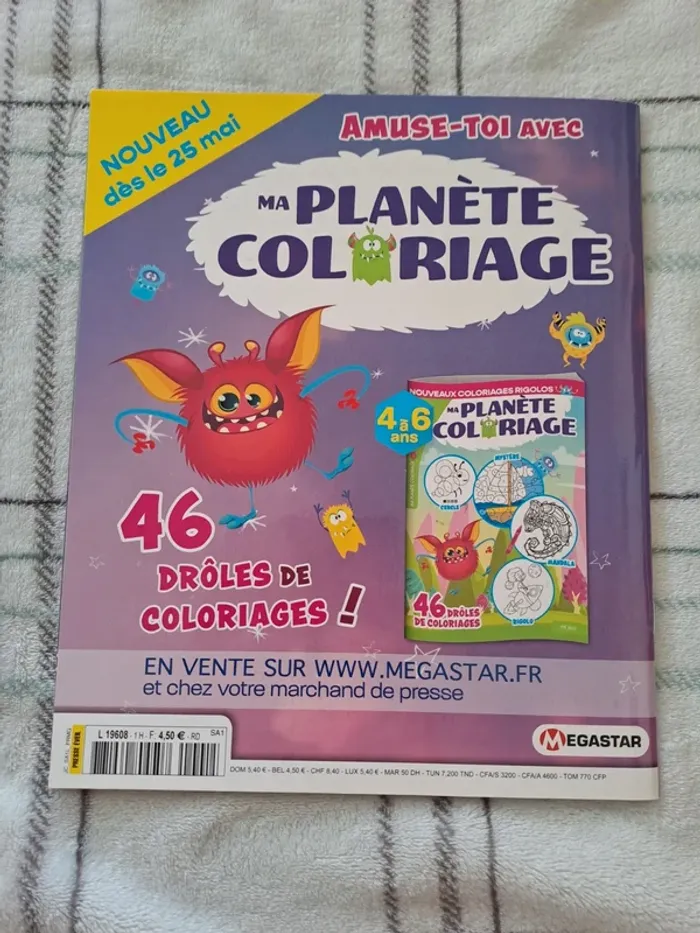 NOUVEAU
dès le 25 mai
AMUSE-TOI AVEC
MA PLANÈTE
COLORIAGE
NOUVEAUX COLORIAGES RIGOLOS !
4 à 6
ans
MA PLANÈTE
COLORIAGE
MYSTÈRE
MANDALA
RIGOLO
46 DRÔLES
DE COLORIAGES
46
DRÔLES DE
COLORIAGES !
EN VENTE SUR WWW.MEGASTAR.FR
et chez votre marchand de presse
PRESSE ÉVEIL
L 19608 - 1 H - F: 4,50 € - RD
SA1
DOM 5,40 € - BEL 4,50 € - CHF 8,40 - LUX 5,40 € - MAR 50 DH - TUN 7,200 TND - CFA/S 3200 - CFA/A 4600 - TOM 770 CFP
MEGASTAR